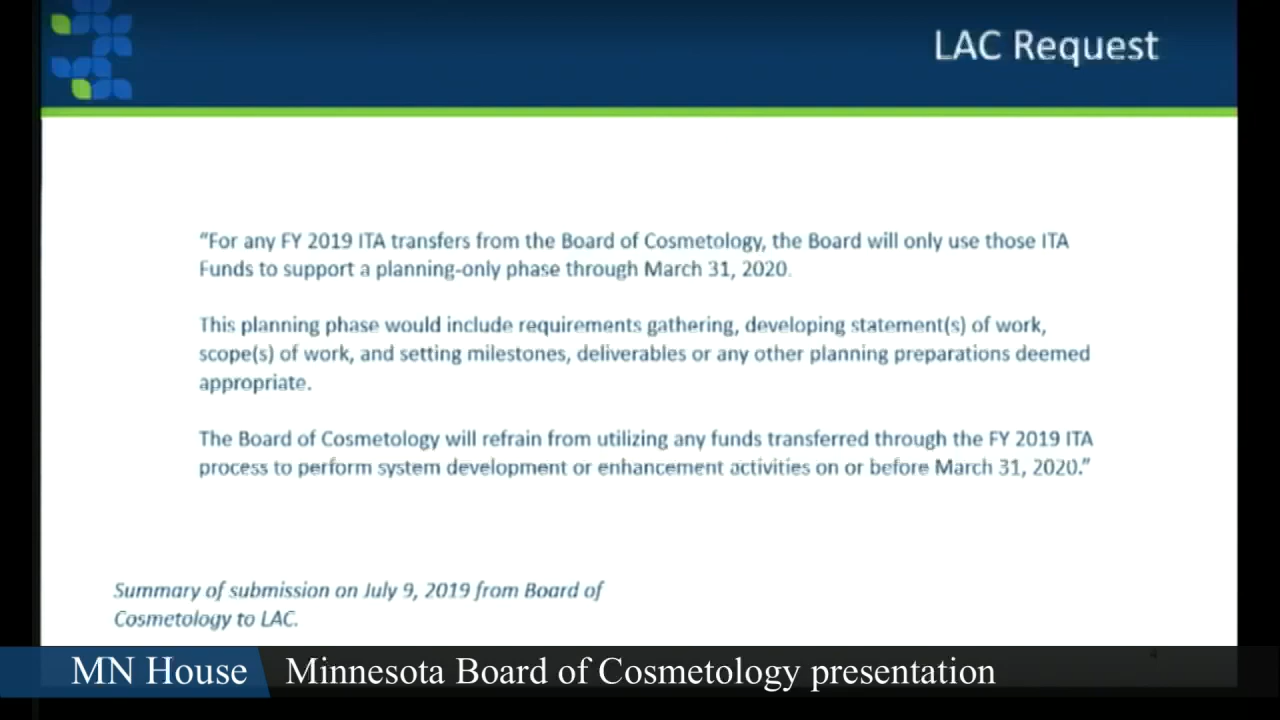 LAC Request
“For any FY 2019 ITA transfers from the Board of Cosmetology, the Board will only use those ITA
Funds to support a planning-only phase through March 31, 2020.
This planning phase would include requirements gathering, developing statement(s) of work,
scope(s) of work, and setting milestones, deliverables or any other planning preparations deemed
appropriate.
The Board of Cosmetology will refrain from utilizing any funds transferred through the FY 2019 ITA
process to perform system development or enhancement activities on or before March 31, 2020.”
Summary of submission on July 9, 2019 from Board of
Cosmetology to LAC.
MN House Minnesota Board of Cosmetology presentation